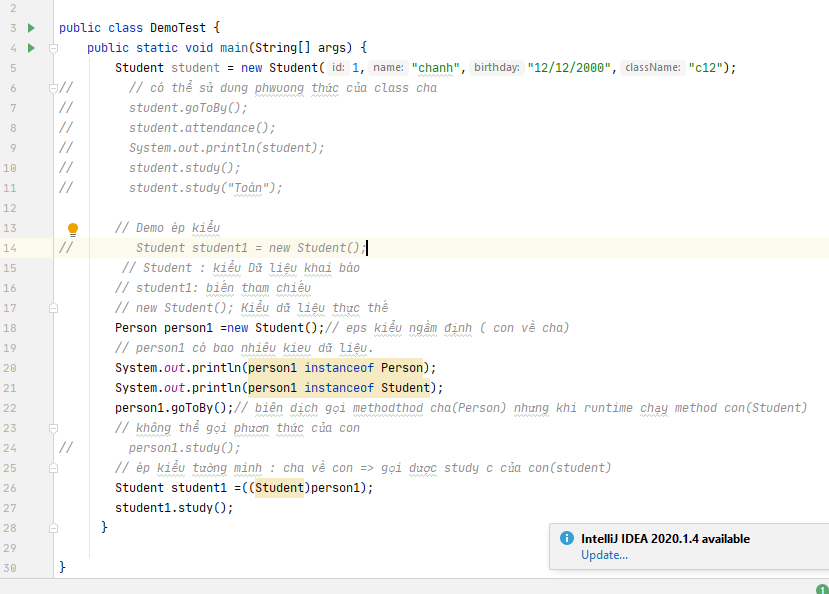 2
3 public class DemoTest {
4 public static void main(String[] args) {
5 Student student = new Student( id: 1, name: "chanh", birthday: "12/12/2000", className: "c12");
6 // // có thể sử dung phwuong thức của class cha
7 // student.goToBy();
8 // student.attendance();
9 // System.out.println(student);
10 // student.study();
11 // student.study("Toán");
12
13 // Demo ép kiểu
14 // Student student1 = new Student();
15 // Student : kiểu Dữ liệu khai báo
16 // student1: biến tham chiếu
17 // new Student(); Kiểu dữ liệu thực thế
18 Person person1 =new Student();// eps kiểu ngầm định ( con về cha)
19 // person1 có bao nhiêu kieu dữ liệu.
20 System.out.println(person1 instanceof Person);
21 System.out.println(person1 instanceof Student);
22 person1.goToBy();// biên dịch gọi methodthod cha(Person) nhưng khi runtime chạy method con(Student)
23 // không thể gọi phươn thức của con
24 // person1.study();
25 // ép kiểu tường minh : cha về con => gọi dược study c của con(student)
26 Student student1 =((Student)person1);
27 student1.study();
28 }
29
30 }
IntelliJ IDEA 2020.1.4 available
Update...
1